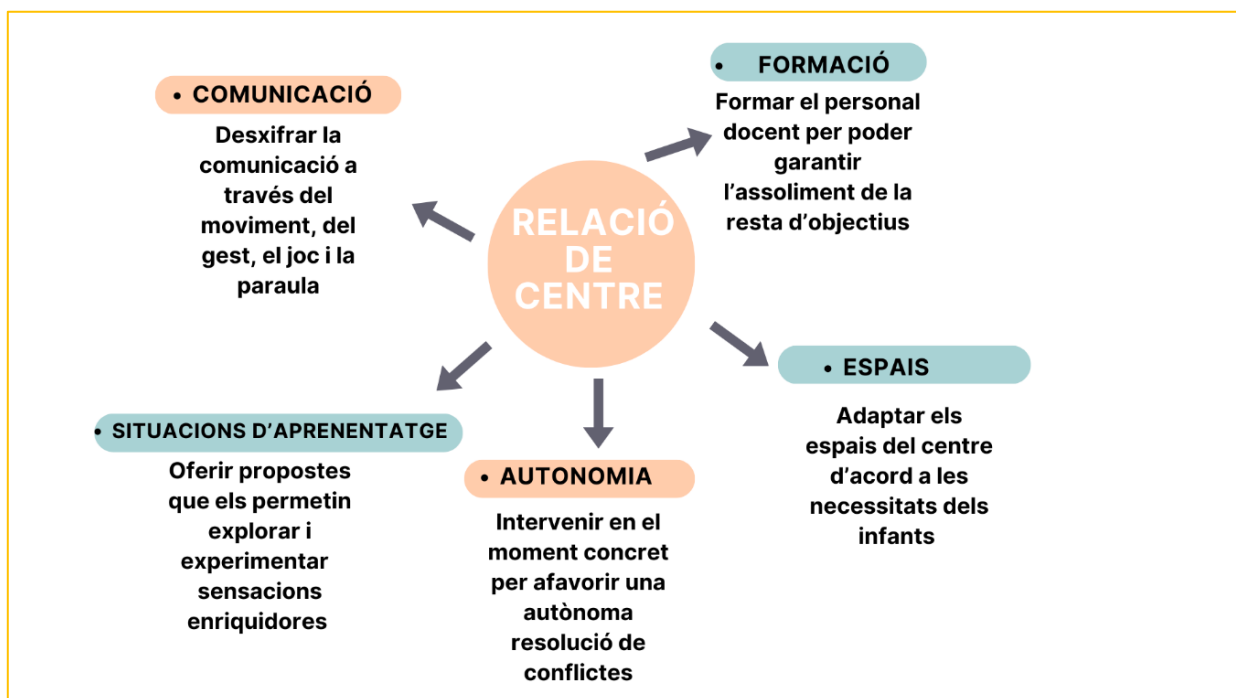 • COMUNICACIÓ
Desxifrar la
comunicació a
través del
moviment, del
gest, el joc i la
paraula
• FORMACIÓ
Formar el personal
docent per poder
garantir
l’assoliment de la
resta d’objectius
RELACIÓ
DE
CENTRE
• ESPAIS
Adaptar els
espais del centre
d’acord a les
necessitats dels
infants
• SITUACIONS D’APRENENTATGE
Oferir propostes
que els permetin
explorar i
experimentar
sensacions
enriquidores
• AUTONOMIA
Intervenir en el
moment concret
per afavorir una
autònoma
resolució de
conflictes